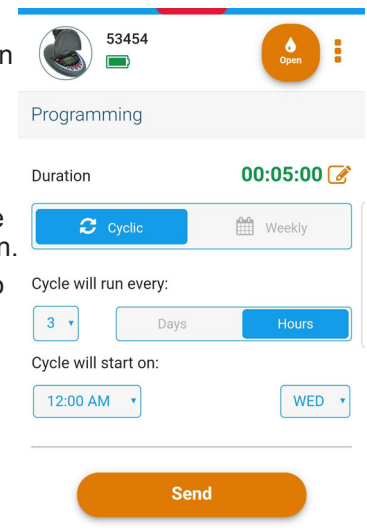 53454
Open
Programming
Duration 00:05:00
Cyclic Weekly
Cycle will run every:
3 Days Hours
Cycle will start on:
12:00 AM WED
Send